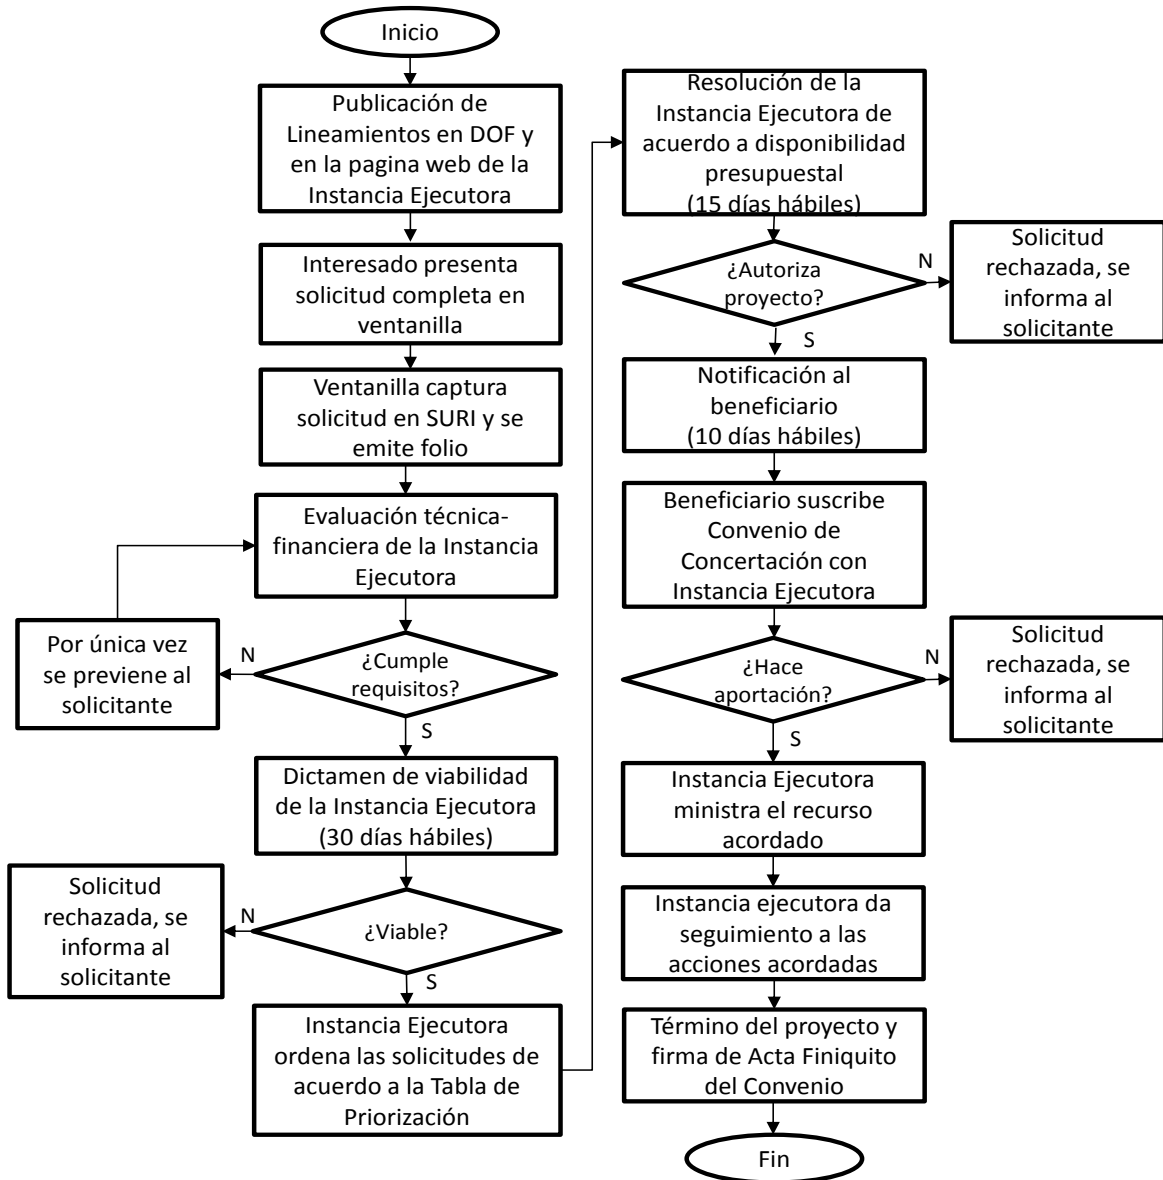 Inicio
Publicación de
Lineamientos en DOF y
en la pagina web de la
Instancia Ejecutora
Interesado presenta
solicitud completa en
ventanilla
Ventanilla captura
solicitud en SURI y se
emite folio
Evaluación técnica-
financiera de la Instancia
Ejecutora
¿Cumple
requisitos?
N
Por única vez
se previene al
solicitante
S
Dictamen de viabilidad
de la Instancia Ejecutora
(30 días hábiles)
¿Viable?
N
Solicitud
rechazada, se
informa al
solicitante
S
Instancia Ejecutora
ordena las solicitudes de
acuerdo a la Tabla de
Priorización
Resolución de la
Instancia Ejecutora de
acuerdo a disponibilidad
presupuestal
(15 días hábiles)
¿Autoriza
proyecto?
N
Solicitud
rechazada, se
informa al
solicitante
S
Notificación al
beneficiario
(10 días hábiles)
Beneficiario suscribe
Convenio de
Concertación con
Instancia Ejecutora
¿Hace
aportación?
N
Solicitud
rechazada, se
informa al
solicitante
S
Instancia Ejecutora
ministra el recurso
acordado
Instancia ejecutora da
seguimiento a las
acciones acordadas
Término del proyecto y
firma de Acta Finiquito
del Convenio
Fin